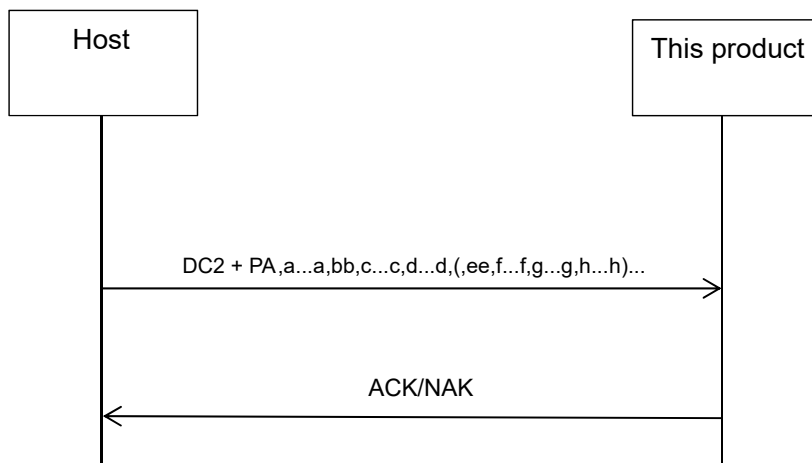 Host
This product
DC2 + PA,a...a,bb,c...c,d...d,(,ee,f...f,g...g,h...h)...
ACK/NAK